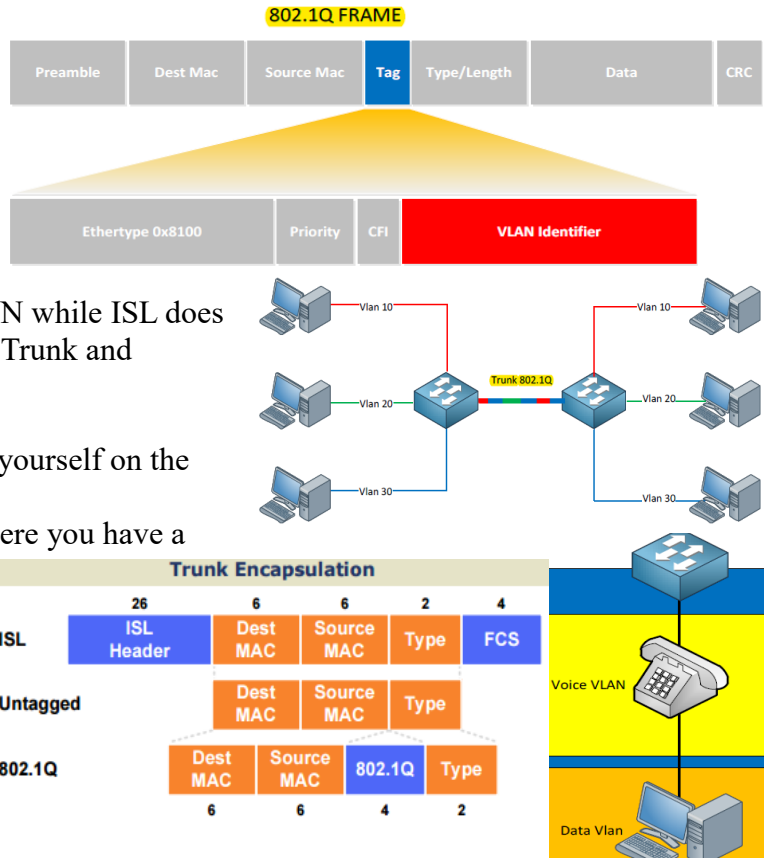 802.1Q FRAME
Preamble Dest Mac Source Mac Tag Type/Length Data CRC
Ethertype 0x8100 Priority CFI VLAN Identifier
N while ISL does
Trunk and
yourself on the
ere you have a
Vlan 10 Vlan 10
Trunk 802.1Q
Vlan 20 Vlan 20
Vlan 30 Vlan 30
Trunk Encapsulation
26 6 6 2 4
ISL ISL Header Dest MAC Source MAC Type FCS
Untagged Dest MAC Source MAC Type
802.1Q Dest MAC Source MAC 802.1Q Type
6 6 4 2
Voice VLAN
Data Vlan